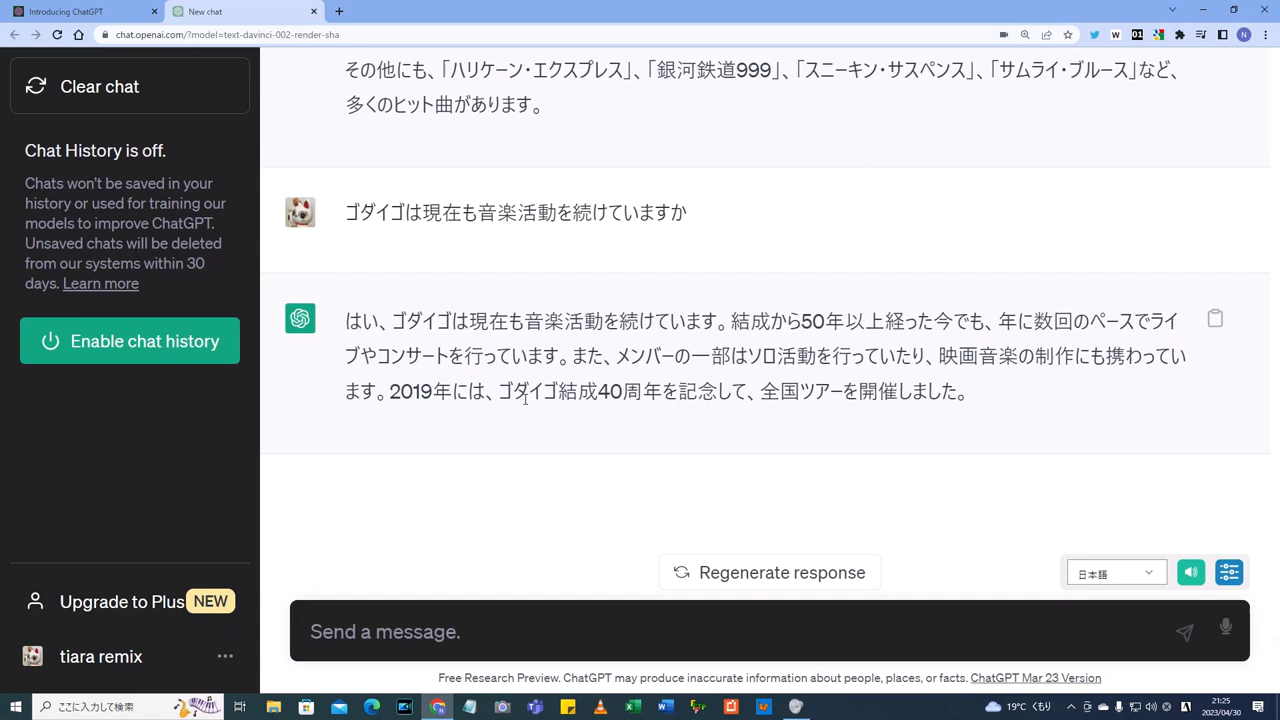 Introducing ChatGPT
New chat
chat.openai.com/?model=text-davinci-002-render-sha
Clear chat
Chat History is off.
Chats won't be saved in your
history or used for training our
models to improve ChatGPT.
Unsaved chats will be deleted
from our systems within 30
days. Learn more
Enable chat history
Upgrade to Plus NEW
tiara remix
その他にも、「ハリケーン・エクスプレス」、「銀河鉄道999」、「スニーキン・サスペンス」、「サムライ・ブルース」など、
多くのヒット曲があります。
ゴダイゴは現在も音楽活動を続けていますか
はい、ゴダイゴは現在も音楽活動を続けています。結成から50年以上経った今でも、年に数回のペースでライ
ブやコンサートを行っています。また、メンバーの一部はソロ活動を行っていたり、映画音楽の制作にも携わってい
ます。2019年には、ゴダイゴ結成40周年を記念して、全国ツアーを開催しました。
Regenerate response
日本語
Send a message.
Free Research Preview. ChatGPT may produce inaccurate information about people, places, or facts. ChatGPT Mar 23 Version
ここに入力して検索
19°C くもり
21:25
2023/04/30